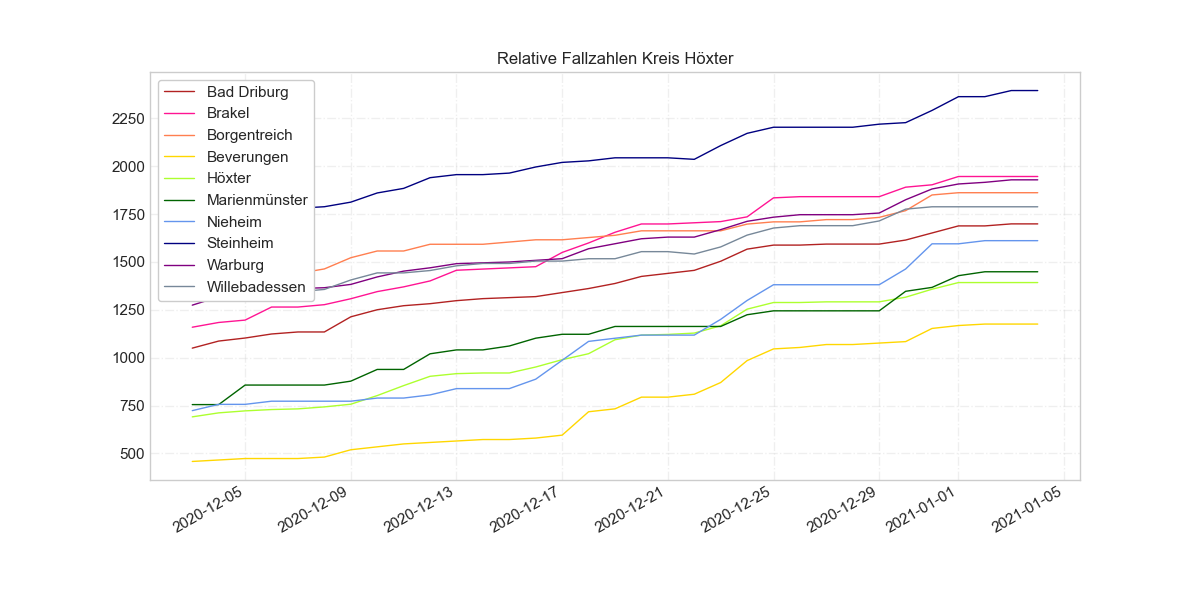 Relative Fallzahlen Kreis Höxter
Bad Driburg
Brakel
Borgentreich
Beverungen
Höxter
Marienmünster
Nieheim
Steinheim
Warburg
Willebadessen
2250
2000
1750
1500
1250
1000
750
500
2020-12-05
2020-12-09
2020-12-13
2020-12-17
2020-12-21
2020-12-25
2020-12-29
2021-01-01
2021-01-05